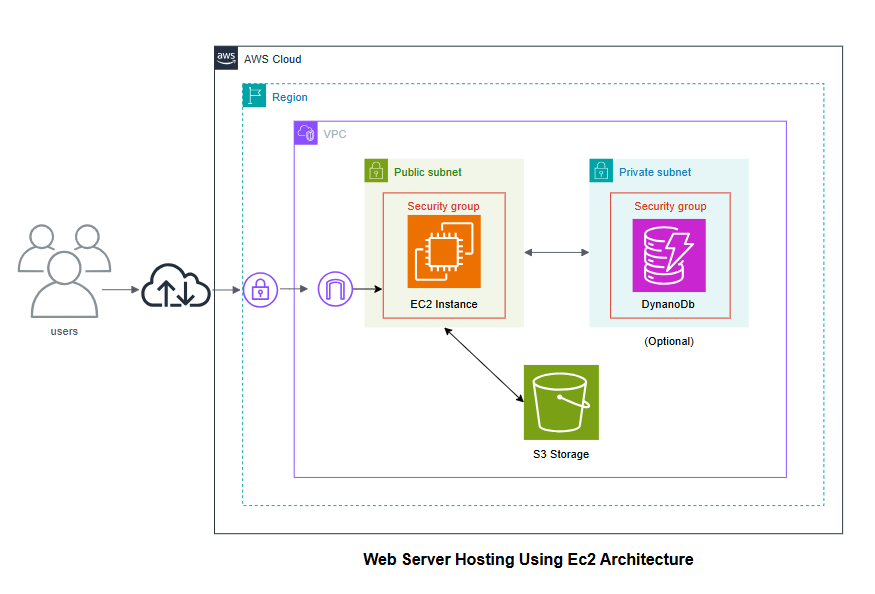 aws
AWS Cloud
Region
VPC
Public subnet
Private subnet
Security group
Security group
EC2 Instance
DynanoDb
(Optional)
users
S3 Storage
Web Server Hosting Using Ec2 Architecture